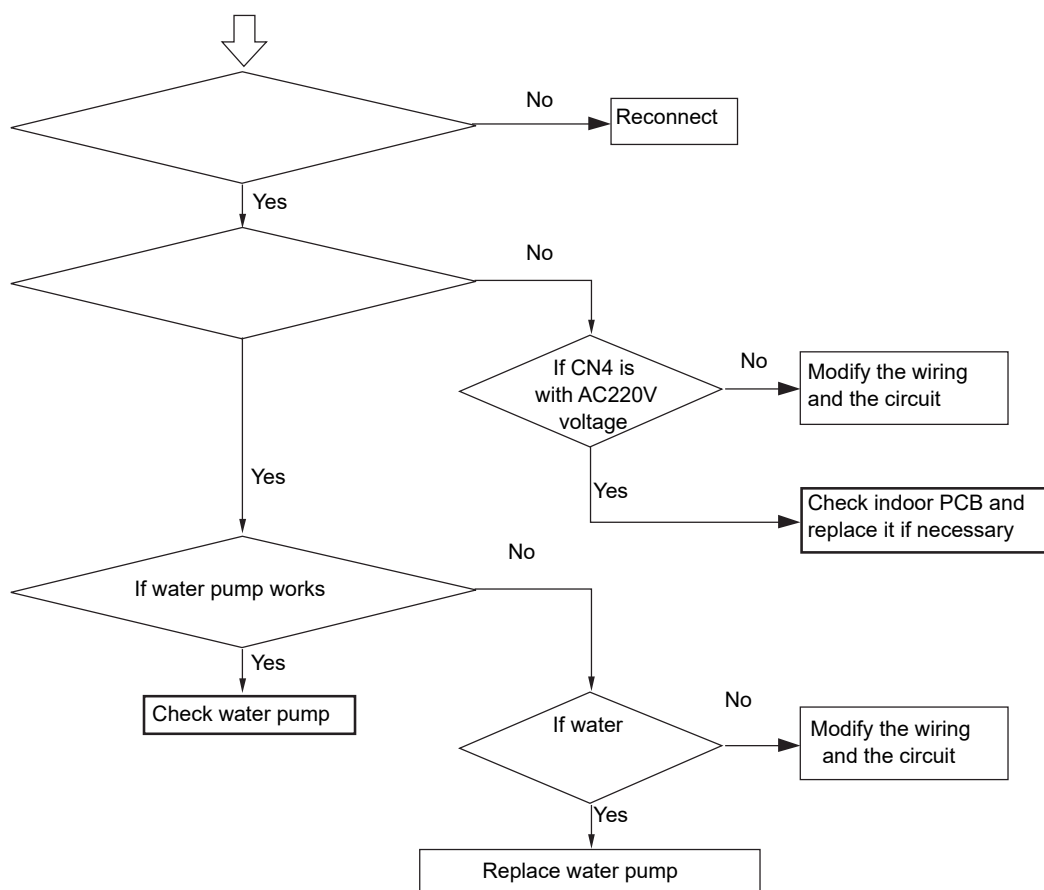 No
Reconnect
Yes
No
If CN4 is
with AC220V
voltage
No
Modify the wiring
and the circuit
Yes
Yes
Check indoor PCB and
replace it if necessary
No
If water pump works
Yes
Check water pump
If water
No
Modify the wiring
and the circuit
Yes
Replace water pump